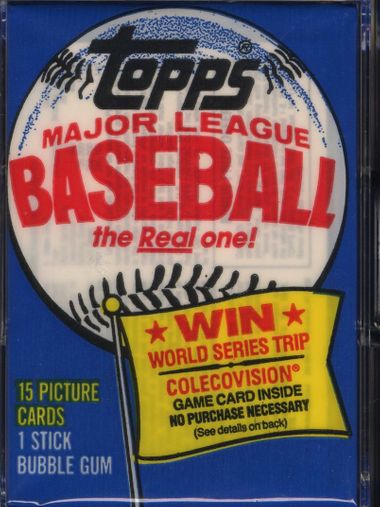 topps®
MAJOR LEAGUE
BASEBALL
the Real one!
★ WIN ★
WORLD SERIES TRIP
COLECOVISION®
GAME CARD INSIDE
NO PURCHASE NECESSARY
(See details on back)
15 PICTURE
CARDS
1 STICK
BUBBLE GUM